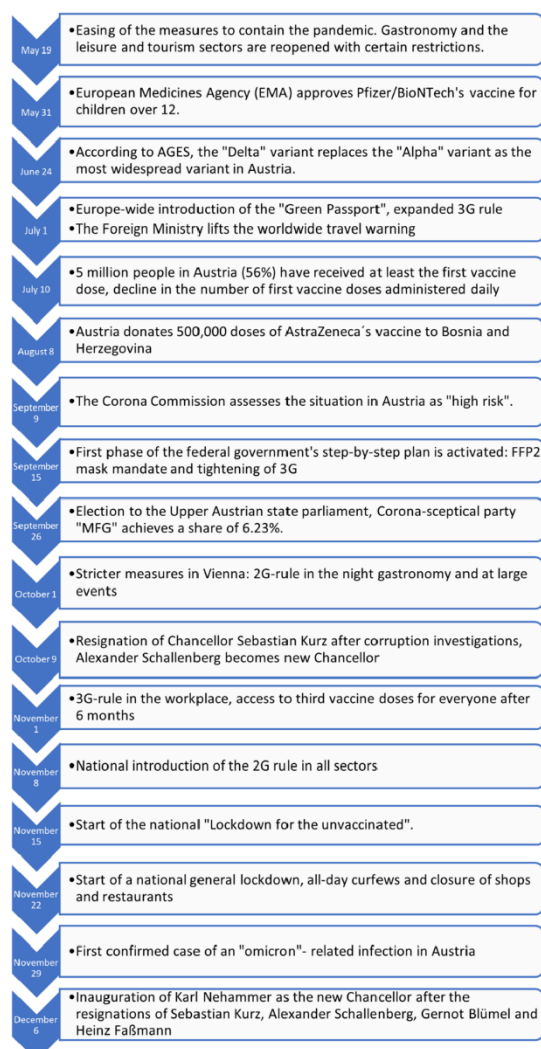 May 19
•Easing of the measures to contain the pandemic. Gastronomy and the
leisure and tourism sectors are reopened with certain restrictions.
May 31
•European Medicines Agency (EMA) approves Pfizer/BioNTech's vaccine for
children over 12.
June 24
•According to AGES, the "Delta" variant replaces the "Alpha" variant as the
most widespread variant in Austria.
July 1
•Europe-wide introduction of the "Green Passport", expanded 3G rule
•The Foreign Ministry lifts the worldwide travel warning
July 10
•5 million people in Austria (56%) have received at least the first vaccine
dose, decline in the number of first vaccine doses administered daily
August 8
•Austria donates 500,000 doses of AstraZeneca´s vaccine to Bosnia and
Herzegovina
September
9
•The Corona Commission assesses the situation in Austria as "high risk".
September
15
•First phase of the federal government's step-by-step plan is activated: FFP2
mask mandate and tightening of 3G
September
26
•Election to the Upper Austrian state parliament, Corona-sceptical party
"MFG" achieves a share of 6.23%.
October 1
•Stricter measures in Vienna: 2G-rule in the night gastronomy and at large
events
October 9
•Resignation of Chancellor Sebastian Kurz after corruption investigations,
Alexander Schallenberg becomes new Chancellor
November
1
•3G-rule in the workplace, access to third vaccine doses for everyone after
6 months
November
8
•National introduction of the 2G rule in all sectors
November
15
•Start of the national "Lockdown for the unvaccinated".
November
22
•Start of a national general lockdown, all-day curfews and closure of shops
and restaurants
November
29
•First confirmed case of an "omicron"- related infection in Austria
December
6
•Inauguration of Karl Nehammer as the new Chancellor after the
resignations of Sebastian Kurz, Alexander Schallenberg, Gernot Blümel and
Heinz Faßmann